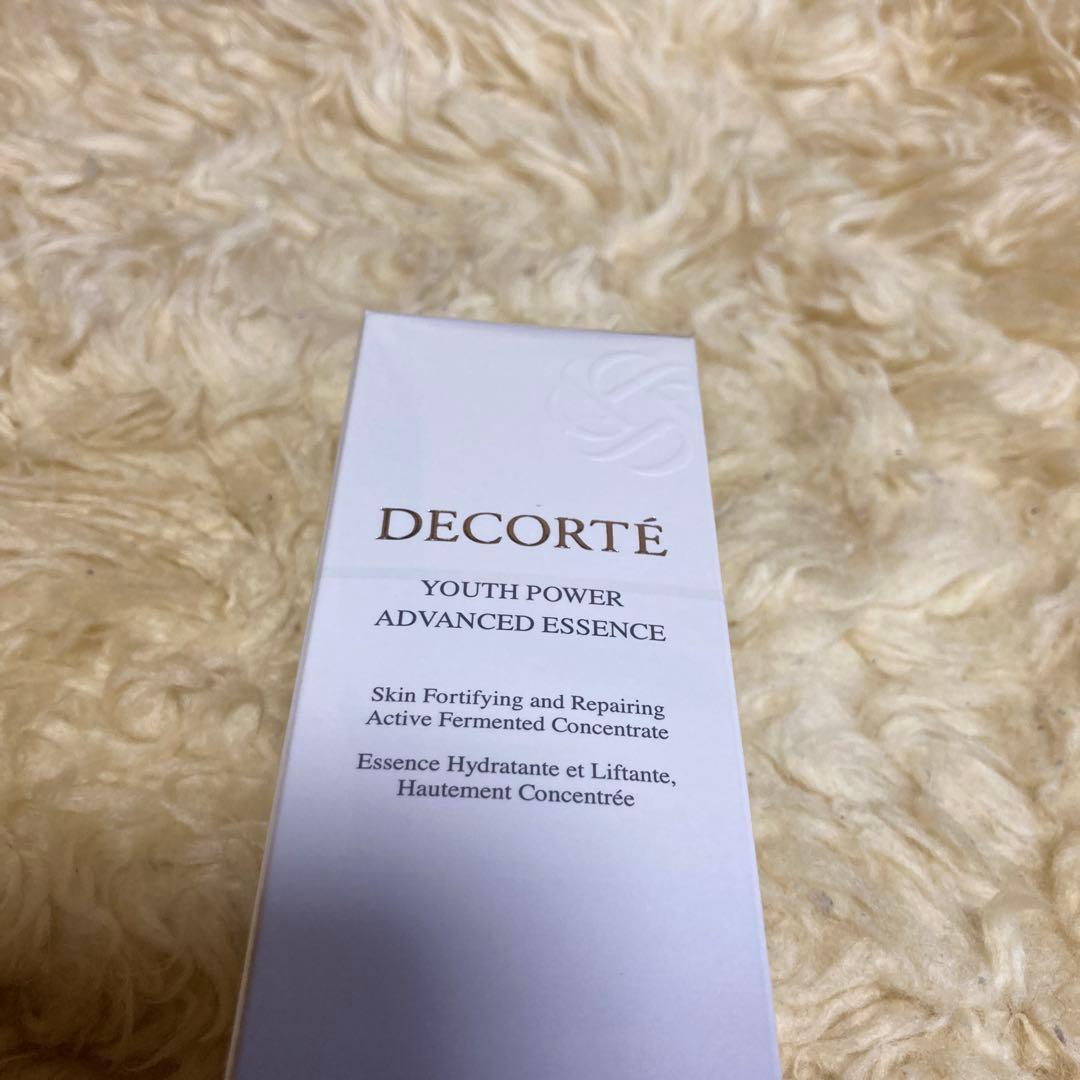 DECORTÉ
YOUTH POWER
ADVANCED ESSENCE
Skin Fortifying and Repairing
Active Fermented Concentrate
Essence Hydratante et Liftante,
Hautement Concentrée